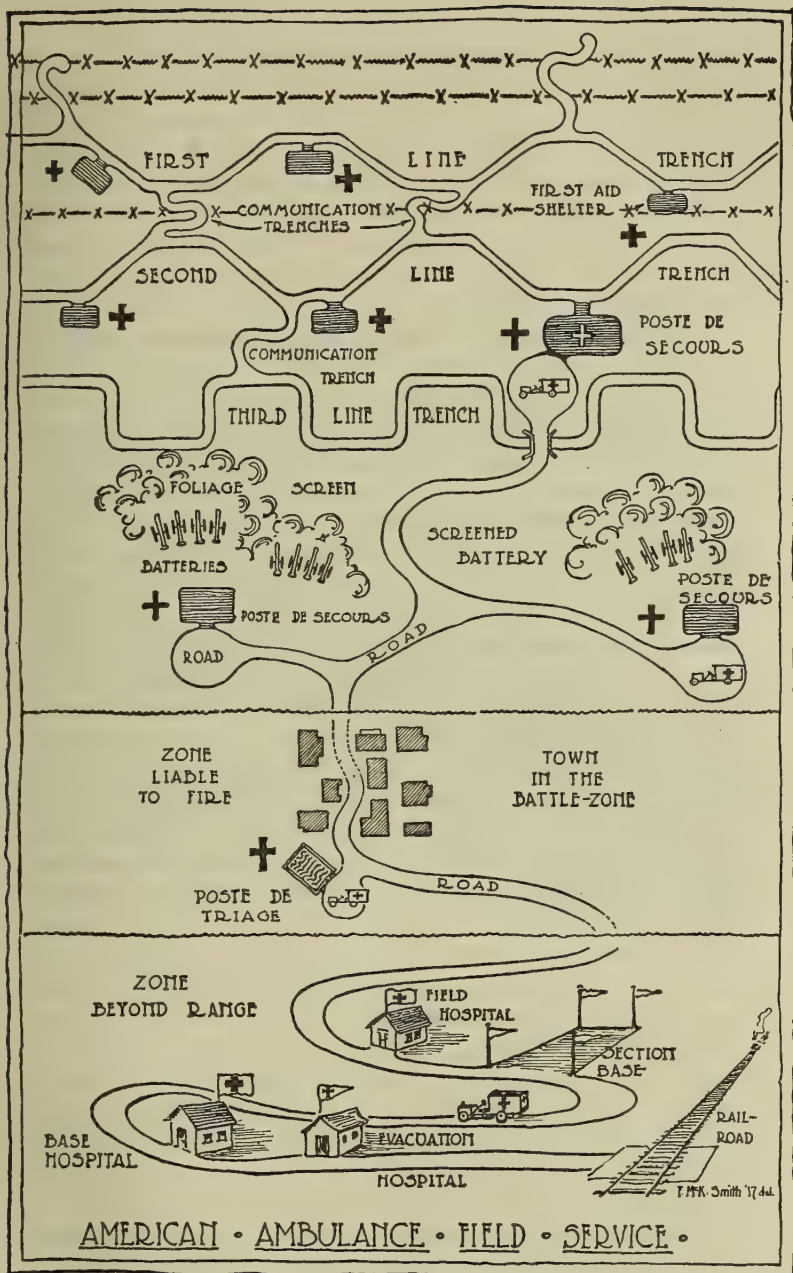 FIRST LINE TRENCH
COMMUNICATION
TRENCHES
FIRST AID
SHELTER
SECOND LINE TRENCH
POSTE DE
SECOURS
COMMUNICATION
TRENCH
THIRD LINE TRENCH
FOLIAGE SCREEN
BATTERIES
SCREENED
BATTERY
POSTE DE
SECOURS
POSTE DE SECOURS
ROAD
ROAD
ZONE
LIABLE
TO FIRE
TOWN
IN THE
BATTLE-ZONE
POSTE DE
TRIAGE
ROAD
ZONE
BEYOND RANGE
FIELD
HOSPITAL
SECTION
BASE
BASE
HOSPITAL
EVACUATION
HOSPITAL
RAIL-
ROAD
Smith '17 del.
AMERICAN • AMBULANCE • FIELD • SERVICE •